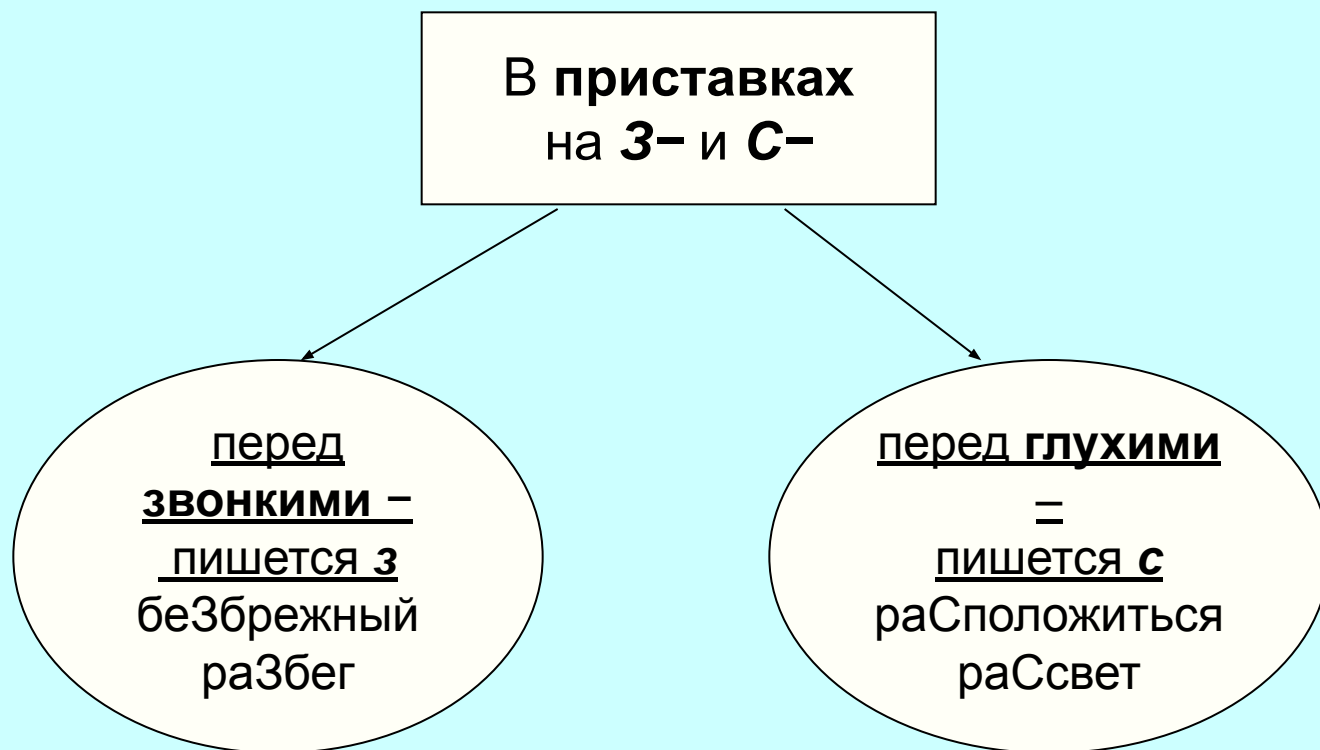 В приставках
на З− и С−
перед
звонкими −
пишется з
беЗбрежный
раЗбег
перед глухими
–
пишется с
раСположиться
раСсвет